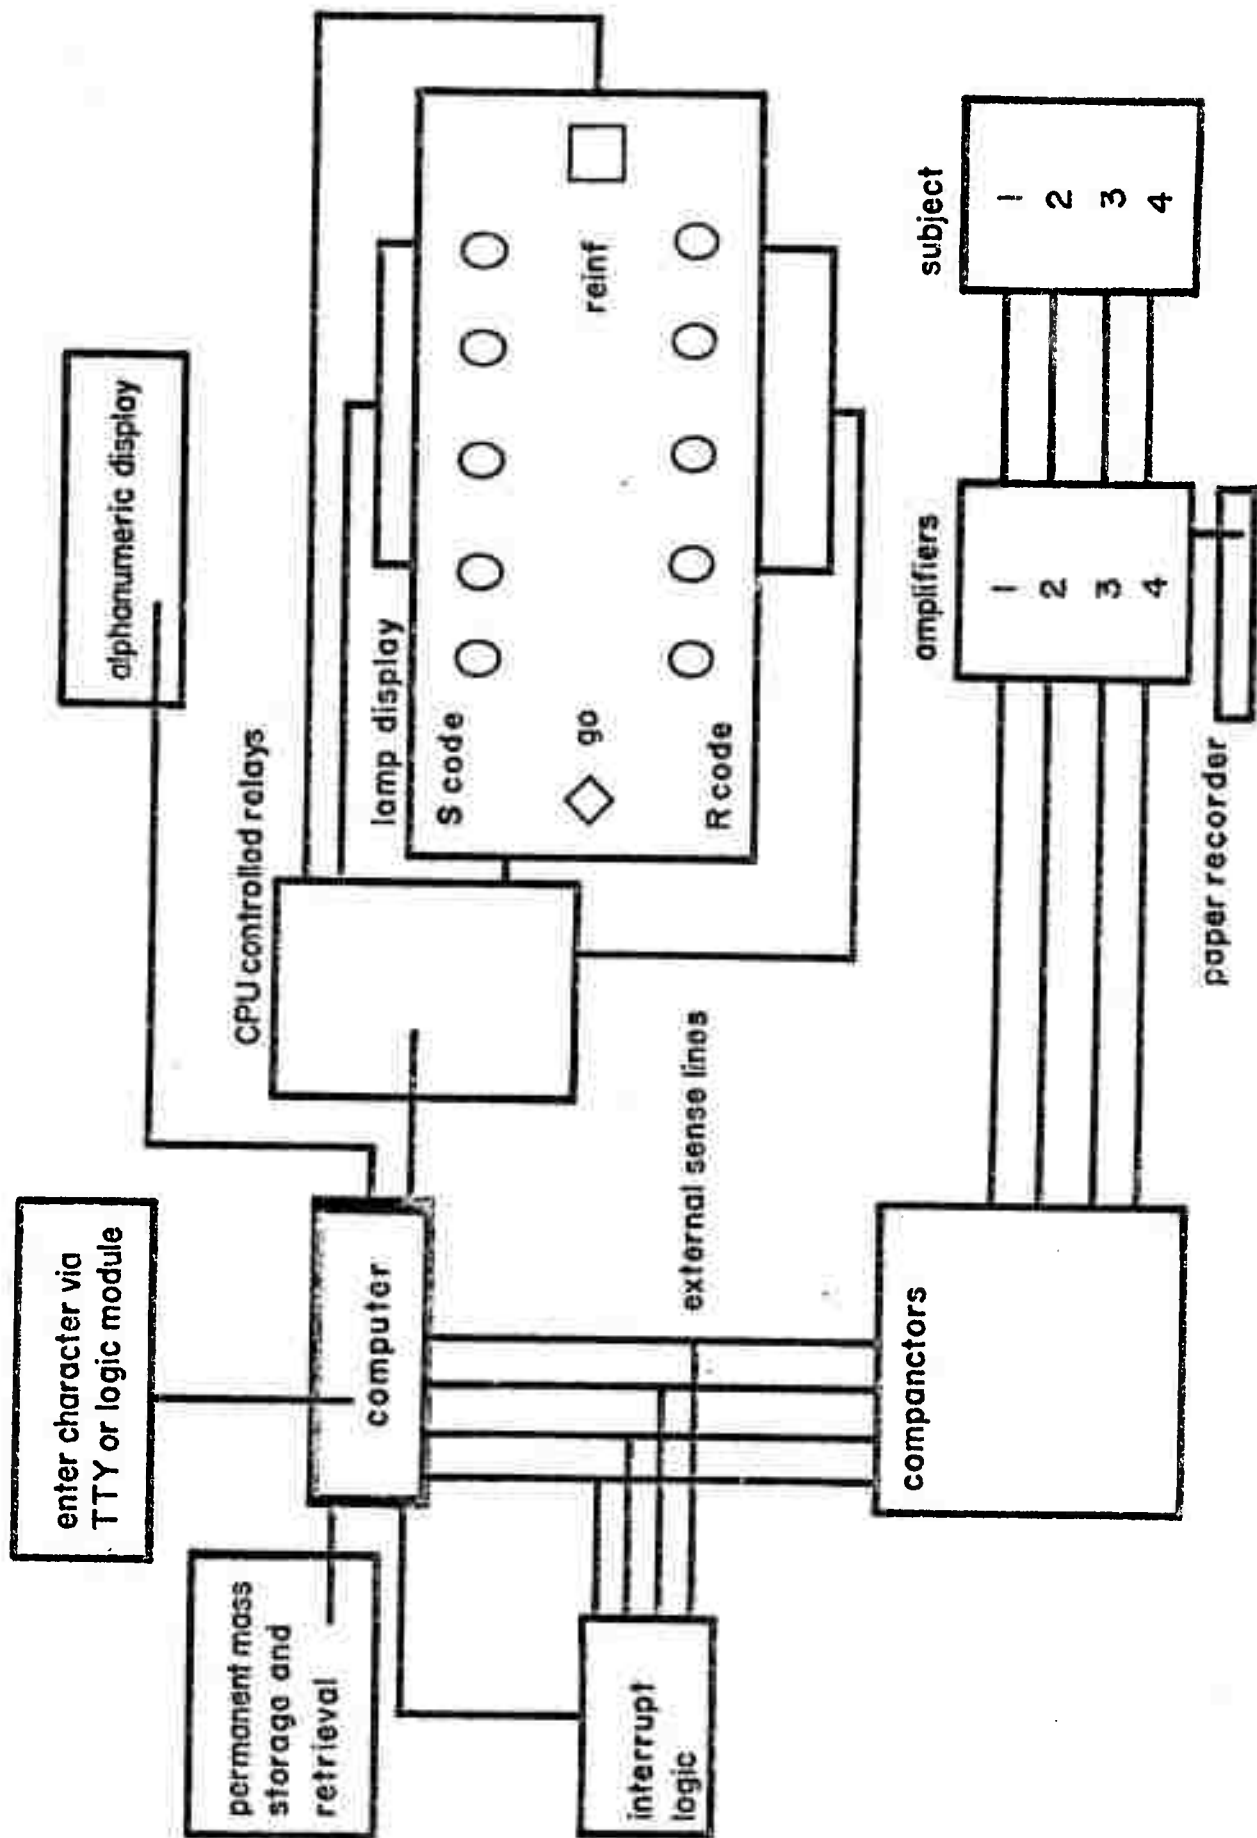 enter character via
TTY or logic module
alphanumeric display
permanent mass
storage and
retrieval
computer
CPU controlled relays
lamp display
S code
go
reinf
R code
interrupt
logic
external sense lines
companctors
amplifiers
1
2
3
4
subject
1
2
3
4
paper recorder